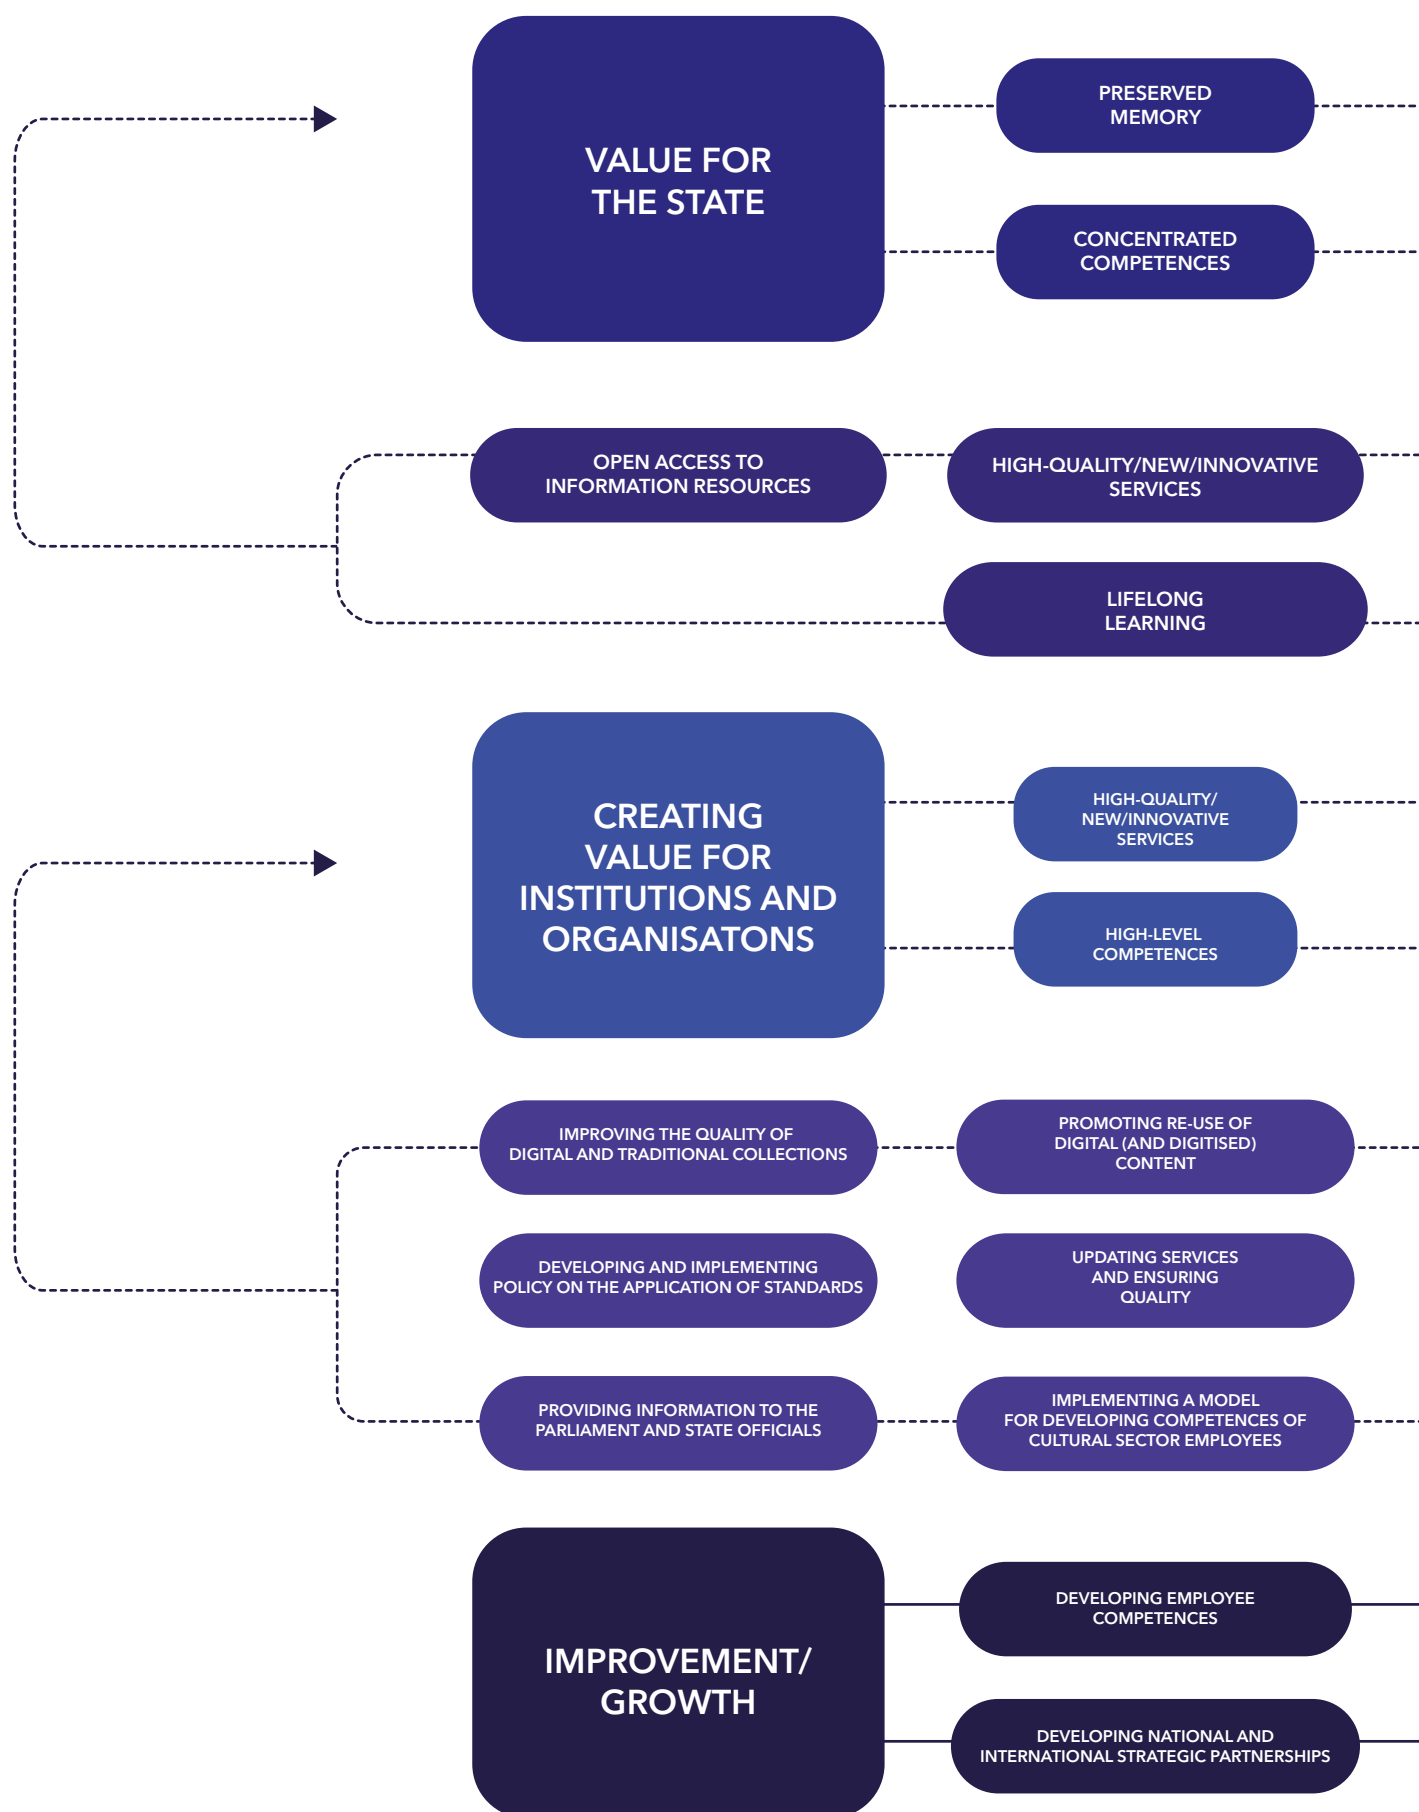 VALUE FOR
THE STATE
PRESERVED
MEMORY
CONCENTRATED
COMPETENCES
OPEN ACCESS TO
INFORMATION RESOURCES
HIGH-QUALITY/NEW/INNOVATIVE
SERVICES
LIFELONG
LEARNING
CREATING
VALUE FOR
INSTITUTIONS AND
ORGANISATONS
HIGH-QUALITY/
NEW/INNOVATIVE
SERVICES
HIGH-LEVEL
COMPETENCES
IMPROVING THE QUALITY OF
DIGITAL AND TRADITIONAL COLLECTIONS
PROMOTING RE-USE OF
DIGITAL (AND DIGITISED)
CONTENT
DEVELOPING AND IMPLEMENTING
POLICY ON THE APPLICATION OF STANDARDS
UPDATING SERVICES
AND ENSURING
QUALITY
PROVIDING INFORMATION TO THE
PARLIAMENT AND STATE OFFICIALS
IMPLEMENTING A MODEL
FOR DEVELOPING COMPETENCES OF
CULTURAL SECTOR EMPLOYEES
IMPROVEMENT/
GROWTH
DEVELOPING EMPLOYEE
COMPETENCES
DEVELOPING NATIONAL AND
INTERNATIONAL STRATEGIC PARTNERSHIPS